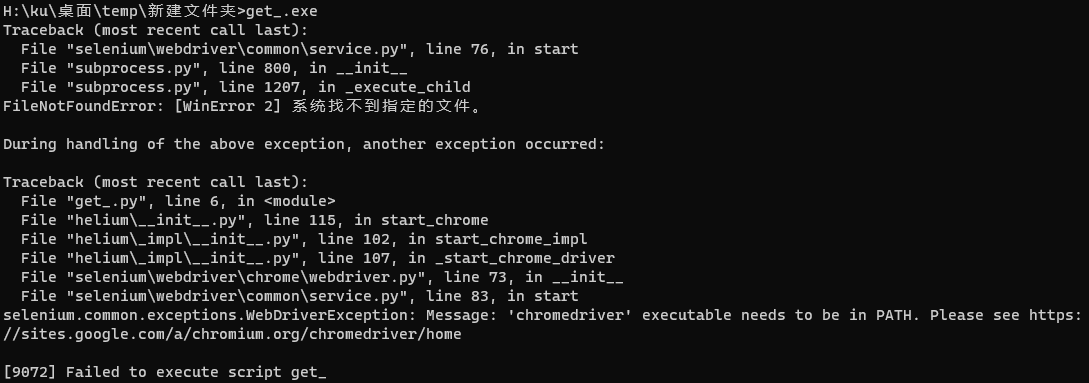 H:\ku\桌面\temp\新建文件夹>get_.exe
Traceback (most recent call last):
  File "selenium\webdriver\common\service.py", line 76, in start
  File "subprocess.py", line 800, in __init__
  File "subprocess.py", line 1207, in _execute_child
FileNotFoundError: [WinError 2] 系统找不到指定的文件。

During handling of the above exception, another exception occurred:

Traceback (most recent call last):
  File "get_.py", line 6, in <module>
  File "helium\__init__.py", line 115, in start_chrome
  File "helium\_impl\__init__.py", line 102, in start_chrome_impl
  File "helium\_impl\__init__.py", line 107, in _start_chrome_driver
  File "selenium\webdriver\chrome\webdriver.py", line 73, in __init__
  File "selenium\webdriver\common\service.py", line 83, in start
selenium.common.exceptions.WebDriverException: Message: 'chromedriver' executable needs to be in PATH. Please see https:
//sites.google.com/a/chromium.org/chromedriver/home

[9072] Failed to execute script get_